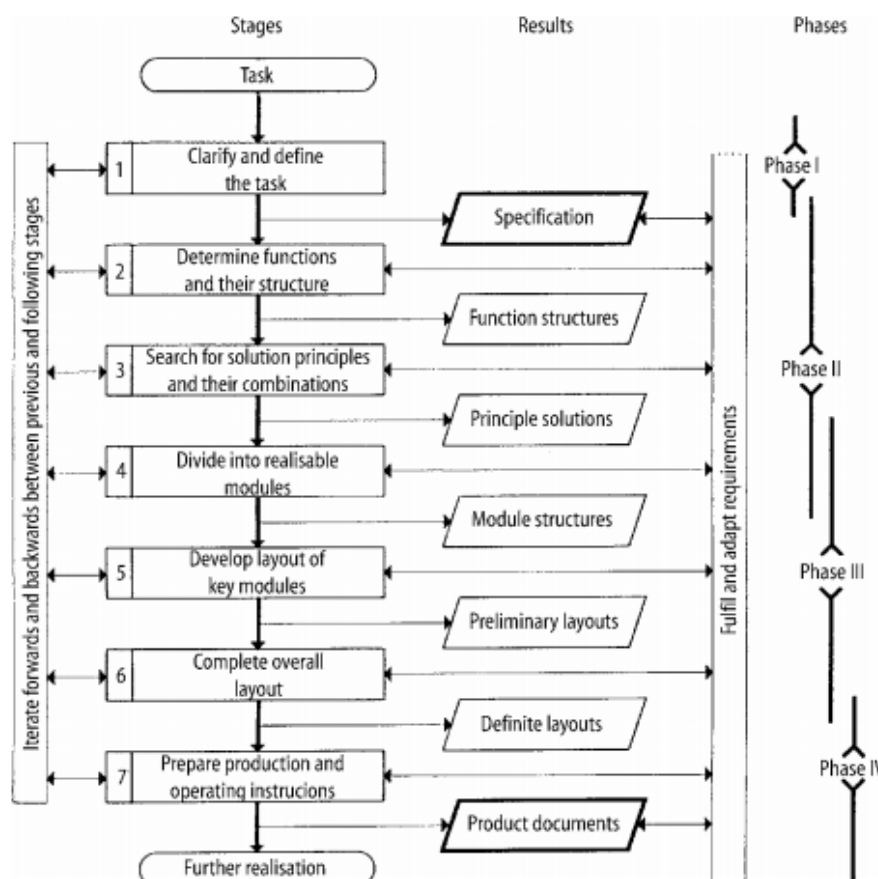 Stages
Results
Phases
Task
1
Clarify and define
the task
Phase I
Specification
2
Determine functions
and their structure
Function structures
3
Search for solution principles
and their combinations
Phase II
Principle solutions
4
Divide into realisable
modules
Module structures
5
Develop layout of
key modules
Phase III
Preliminary layouts
6
Complete overall
layout
Definite layouts
7
Prepare production and
operating instrucions
Phase IV
Product documents
Further realisation
Iterate forwards and backwards between previous and following stages
Fulfil and adapt requirements